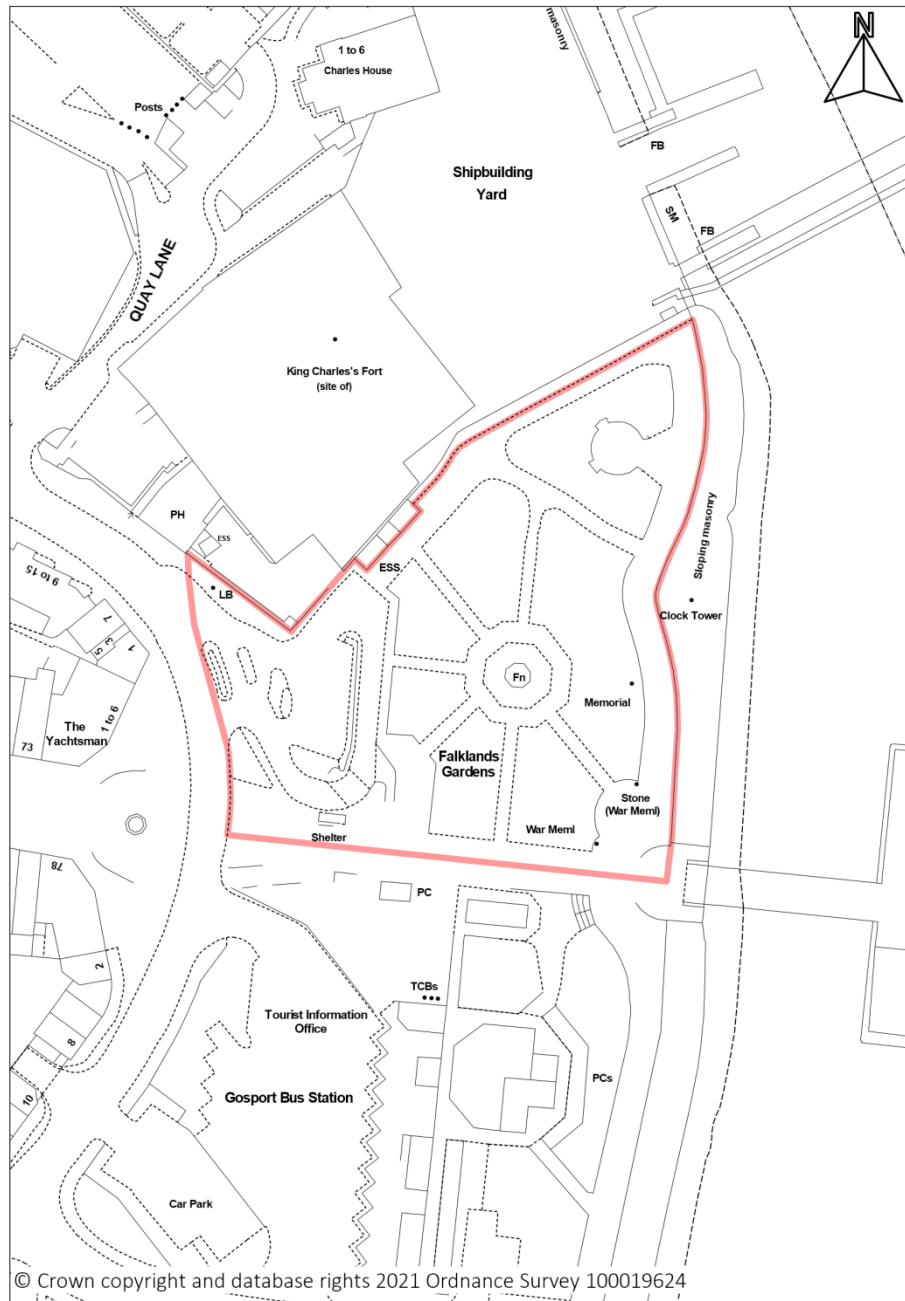 N
1 to 6
Charles House
masonry
Posts
FB
Shipbuilding
Yard
SM
FB
QUAY LANE
King Charles's Fort
(site of)
PH
ESS
Sloping masonry
ESS
LB
Clock Tower
9 to 15
7
5 3
1
Fn
Memorial
The
Yachtsman
1 to 6
73
Falklands
Gardens
Stone
(War Meml)
Shelter
War Meml
78
PC
2
TCBs
Tourist Information
Office
8
PCs
10
Gosport Bus Station
Car Park
© Crown copyright and database rights 2021 Ordnance Survey 100019624